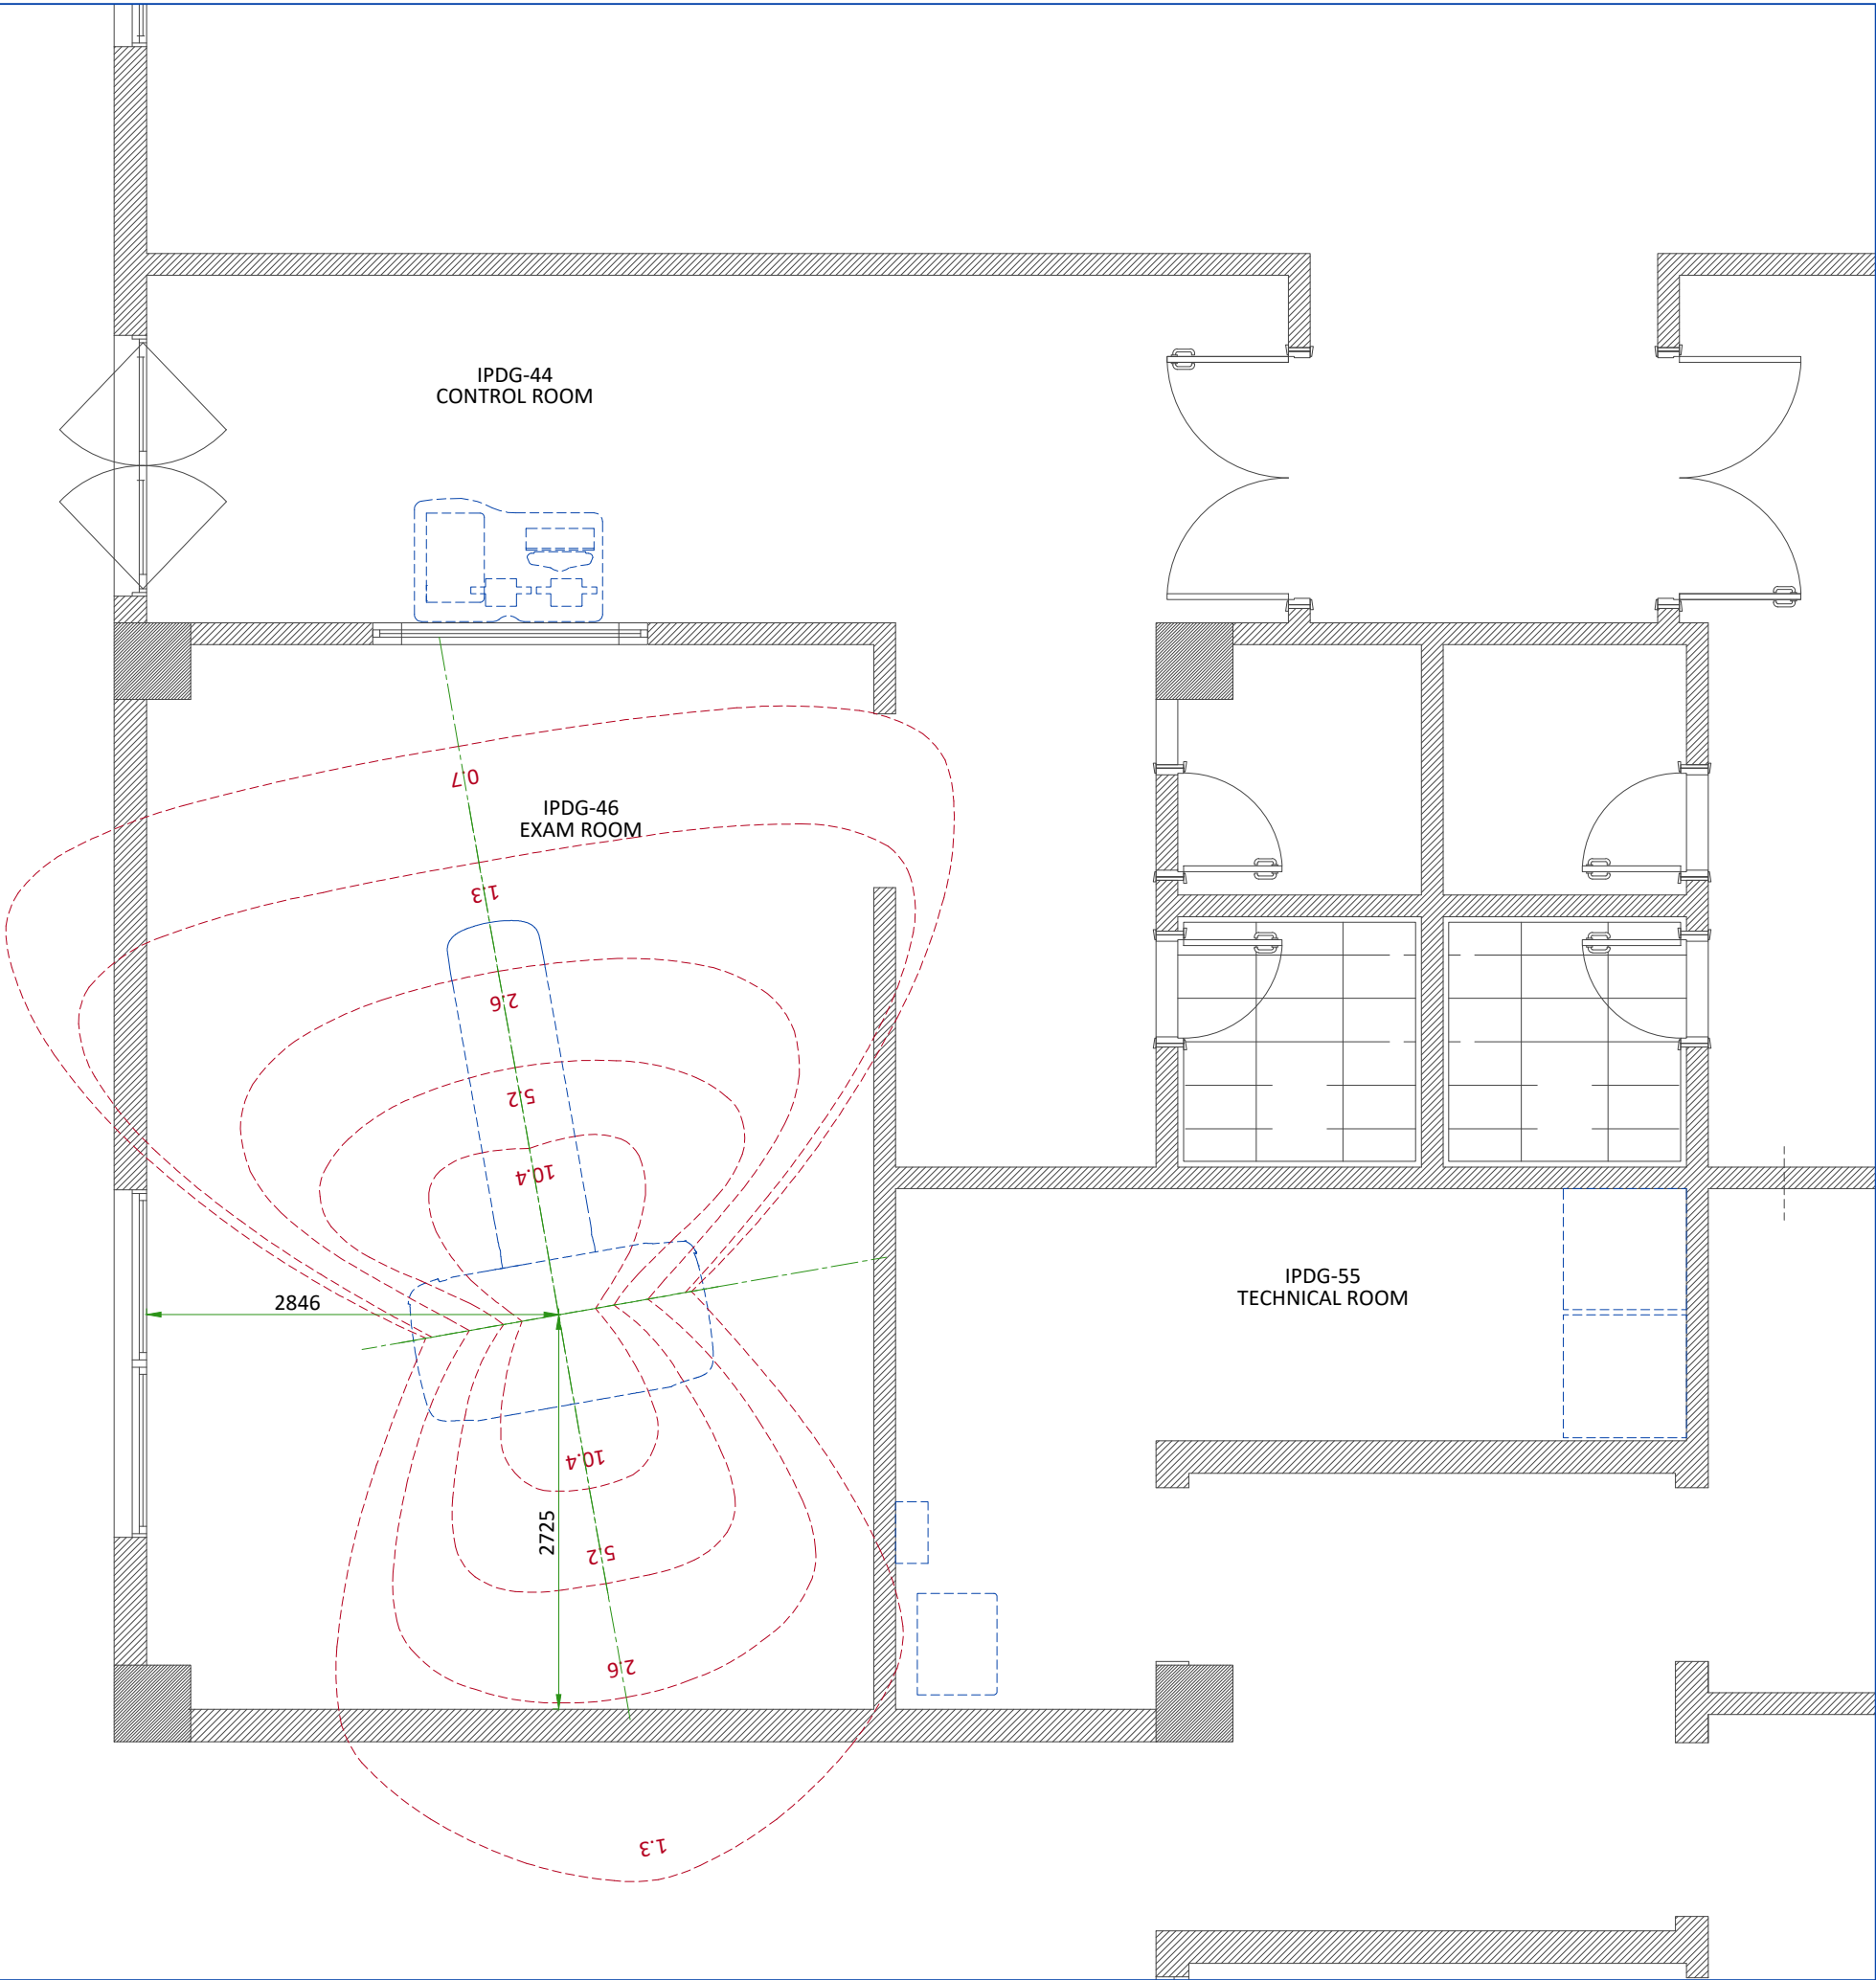 IPDG-44
CONTROL ROOM
0.7
IPDG-46
EXAM ROOM
1.3
2.6
5.2
10.4
IPDG-55
TECHNICAL ROOM
2846
10.4
2725
5.2
2.6
1.3